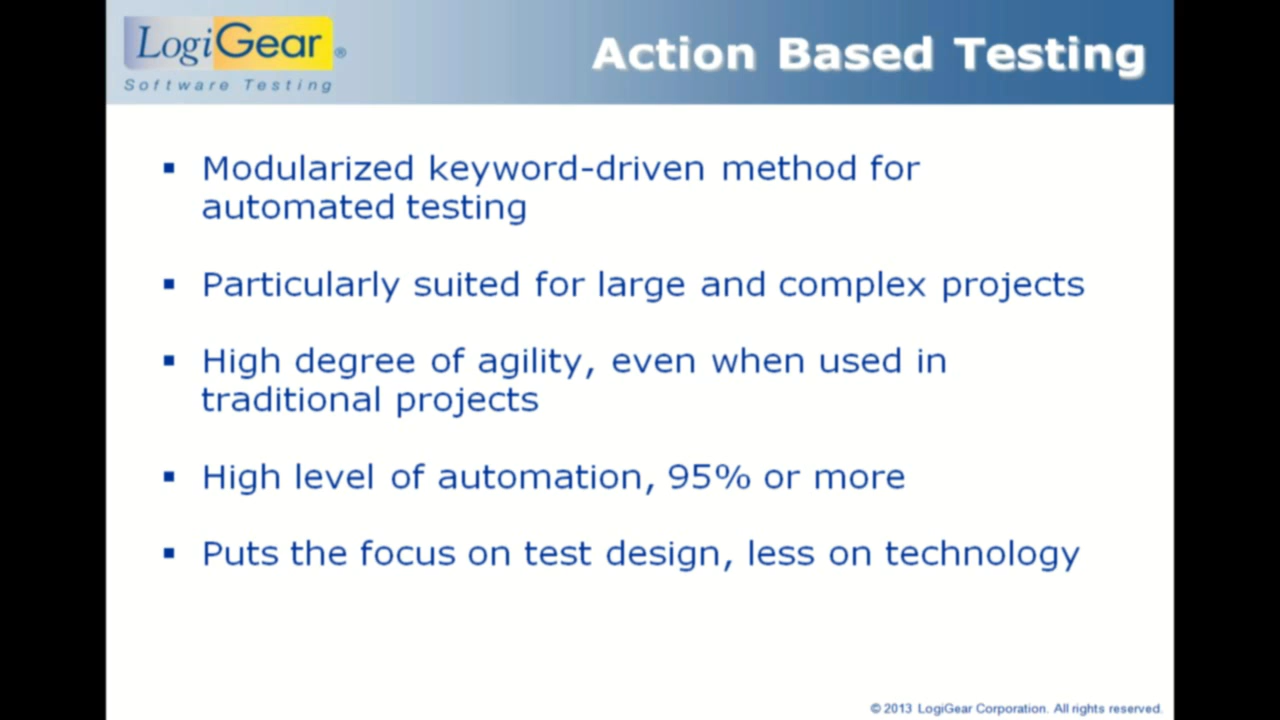 LogiGear®
Software Testing
Action Based Testing
▪ Modularized keyword-driven method for
automated testing
▪ Particularly suited for large and complex projects
▪ High degree of agility, even when used in
traditional projects
▪ High level of automation, 95% or more
▪ Puts the focus on test design, less on technology
© 2013 LogiGear Corporation. All rights reserved.